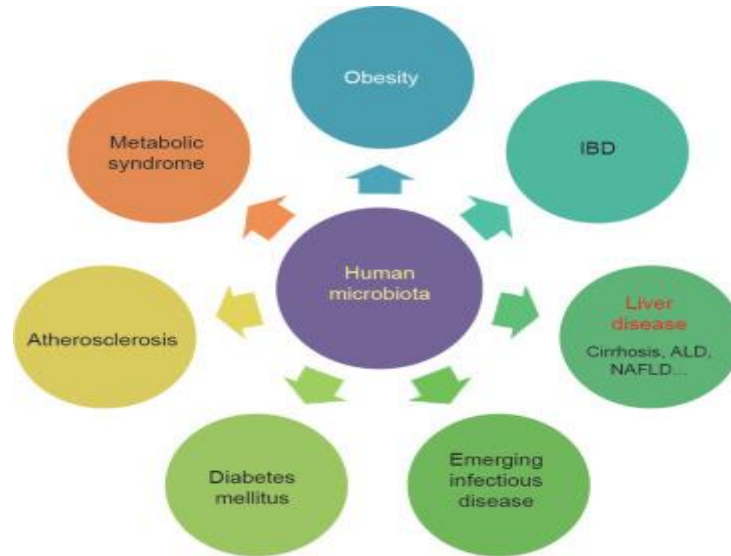 Obesity
IBD
Liver
disease
Cirrhosis, ALD,
NAFLD...
Emerging
infectious
disease
Diabetes
mellitus
Atherosclerosis
Metabolic
syndrome
Human
microbiota